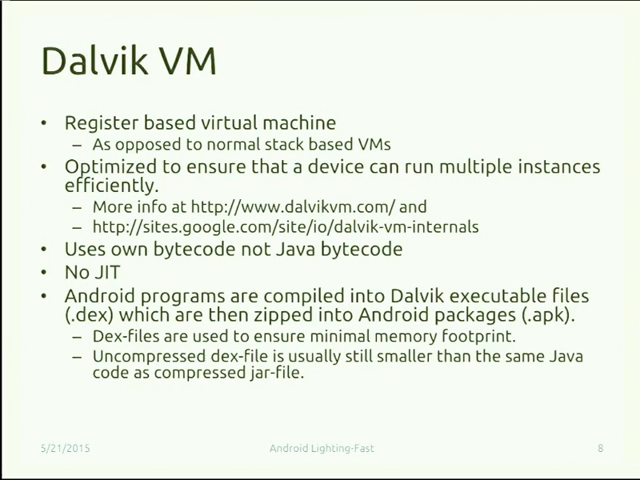 Dalvik VM
• Register based virtual machine
– As opposed to normal stack based VMs
• Optimized to ensure that a device can run multiple instances
efficiently.
– More info at http://www.dalvikvm.com/ and
– http://sites.google.com/site/io/dalvik-vm-internals
• Uses own bytecode not Java bytecode
• No JIT
• Android programs are compiled into Dalvik executable files
(.dex) which are then zipped into Android packages (.apk).
– Dex-files are used to ensure minimal memory footprint.
– Uncompressed dex-file is usually still smaller than the same Java
code as compressed jar-file.
5/21/2015 Android Lighting-Fast 8